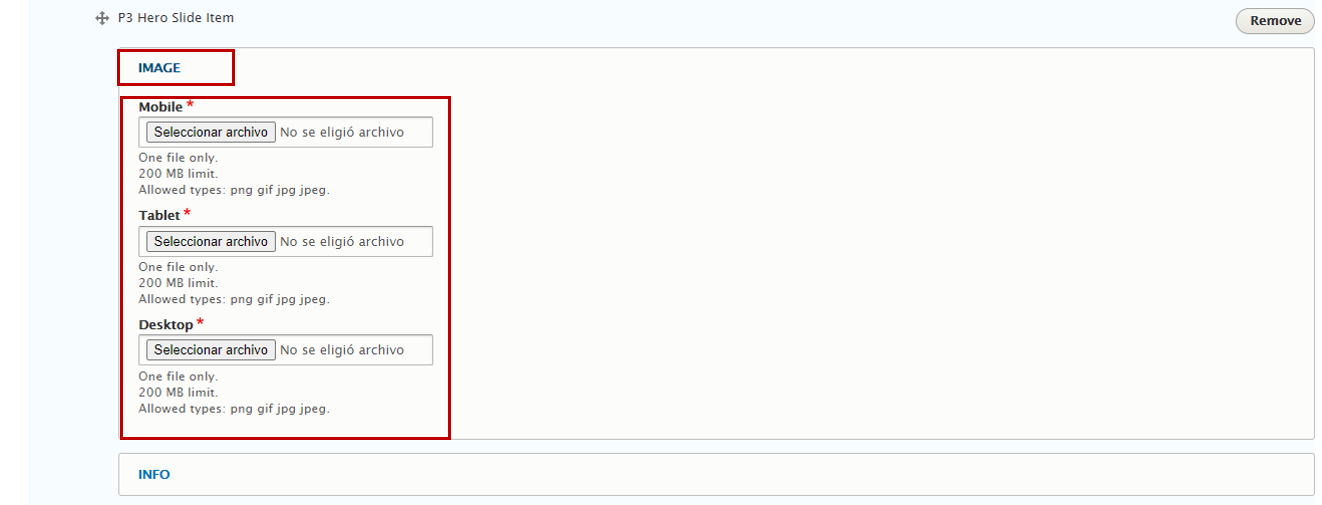 P3 Hero Slide Item
Remove
IMAGE
Mobile *
Seleccionar archivo No se eligió archivo
One file only.
200 MB limit.
Allowed types: png gif jpg jpeg.
Tablet *
Seleccionar archivo No se eligió archivo
One file only.
200 MB limit.
Allowed types: png gif jpg jpeg.
Desktop *
Seleccionar archivo No se eligió archivo
One file only.
200 MB limit.
Allowed types: png gif jpg jpeg.
INFO